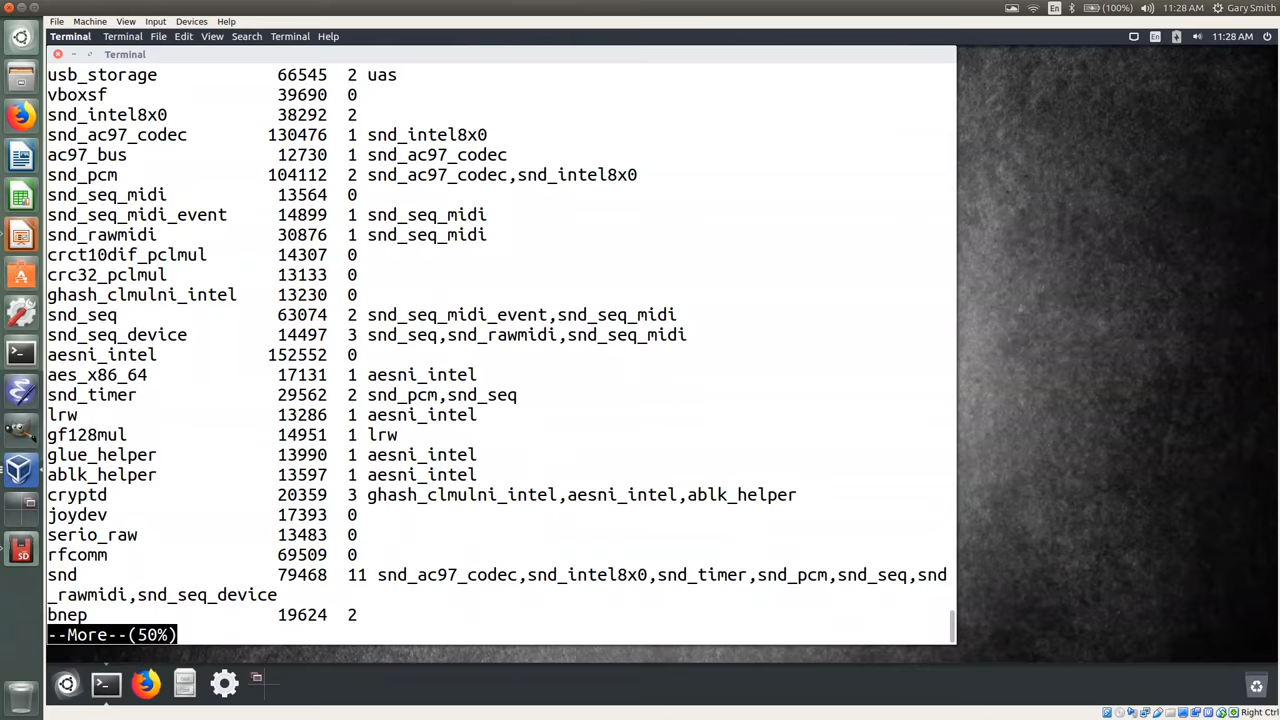 En (100%) 11:28 AM Gary Smith
File Machine View Input Devices Help
Terminal Terminal File Edit View Search Terminal Help En 11:28 AM
Terminal
usb_storage 66545 2 uas
vboxsf 39690 0
snd_intel8x0 38292 2
snd_ac97_codec 130476 1 snd_intel8x0
ac97_bus 12730 1 snd_ac97_codec
snd_pcm 104112 2 snd_ac97_codec,snd_intel8x0
snd_seq_midi 13564 0
snd_seq_midi_event 14899 1 snd_seq_midi
snd_rawmidi 30876 1 snd_seq_midi
crct10dif_pclmul 14307 0
crc32_pclmul 13133 0
ghash_clmulni_intel 13230 0
snd_seq 63074 2 snd_seq_midi_event,snd_seq_midi
snd_seq_device 14497 3 snd_seq,snd_rawmidi,snd_seq_midi
aesni_intel 152552 0
aes_x86_64 17131 1 aesni_intel
snd_timer 29562 2 snd_pcm,snd_seq
lrw 13286 1 aesni_intel
gf128mul 14951 1 lrw
glue_helper 13990 1 aesni_intel
ablk_helper 13597 1 aesni_intel
cryptd 20359 3 ghash_clmulni_intel,aesni_intel,ablk_helper
joydev 17393 0
serio_raw 13483 0
rfcomm 69509 0
snd 79468 11 snd_ac97_codec,snd_intel8x0,snd_timer,snd_pcm,snd_seq,snd
_rawmidi,snd_seq_device
bnep 19624 2
--More--(50%)
SD
Right Ctrl